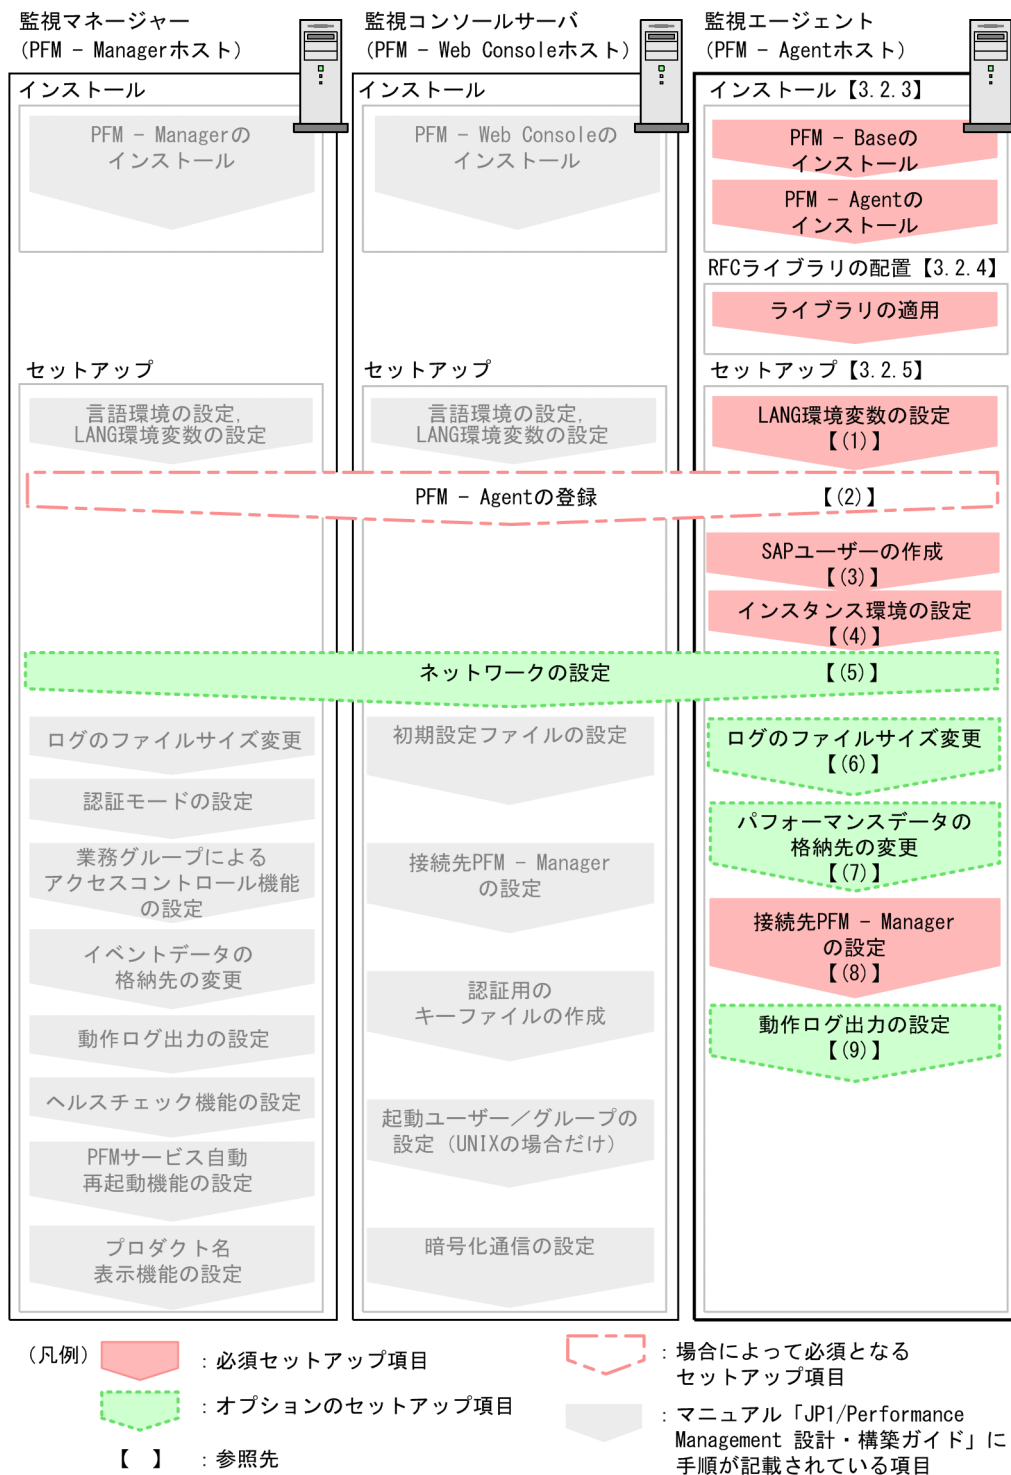 監視マネージャー
(PFM － Managerホスト)
インストール
PFM － Managerの
インストール
セットアップ
言語環境の設定,
LANG環境変数の設定
監視コンソールサーバ
(PFM － Web Consoleホスト)
インストール
PFM － Web Consoleの
インストール
セットアップ
言語環境の設定,
LANG環境変数の設定
監視エージェント
(PFM － Agentホスト)
インストール【3.2.3】
PFM － Baseの
インストール
PFM － Agentの
インストール
RFCライブラリの配置【3.2.4】
ライブラリの適用
セットアップ【3.2.5】
LANG環境変数の設定
【(1)】
PFM － Agentの登録 【(2)】
SAPユーザーの作成
【(3)】
インスタンス環境の設定
【(4)】
ネットワークの設定 【(5)】
ログのファイルサイズ変更
認証モードの設定
業務グループによる
アクセスコントロール機能
の設定
イベントデータの
格納先の変更
動作ログ出力の設定
ヘルスチェック機能の設定
PFMサービス自動
再起動機能の設定
プロダクト名
表示機能の設定
初期設定ファイルの設定
接続先PFM － Manager
の設定
認証用の
キーファイルの作成
起動ユーザー／グループの
設定（UNIXの場合だけ）
暗号化通信の設定
ログのファイルサイズ変更
【(6)】
パフォーマンスデータの
格納先の変更
【(7)】
接続先PFM － Manager
の設定
【(8)】
動作ログ出力の設定
【(9)】
（凡例）
：必須セットアップ項目
：オプションのセットアップ項目
【 】 ：参照先
：場合によって必須となる
セットアップ項目
：マニュアル「JP1/Performance
Management 設計・構築ガイド」に
手順が記載されている項目